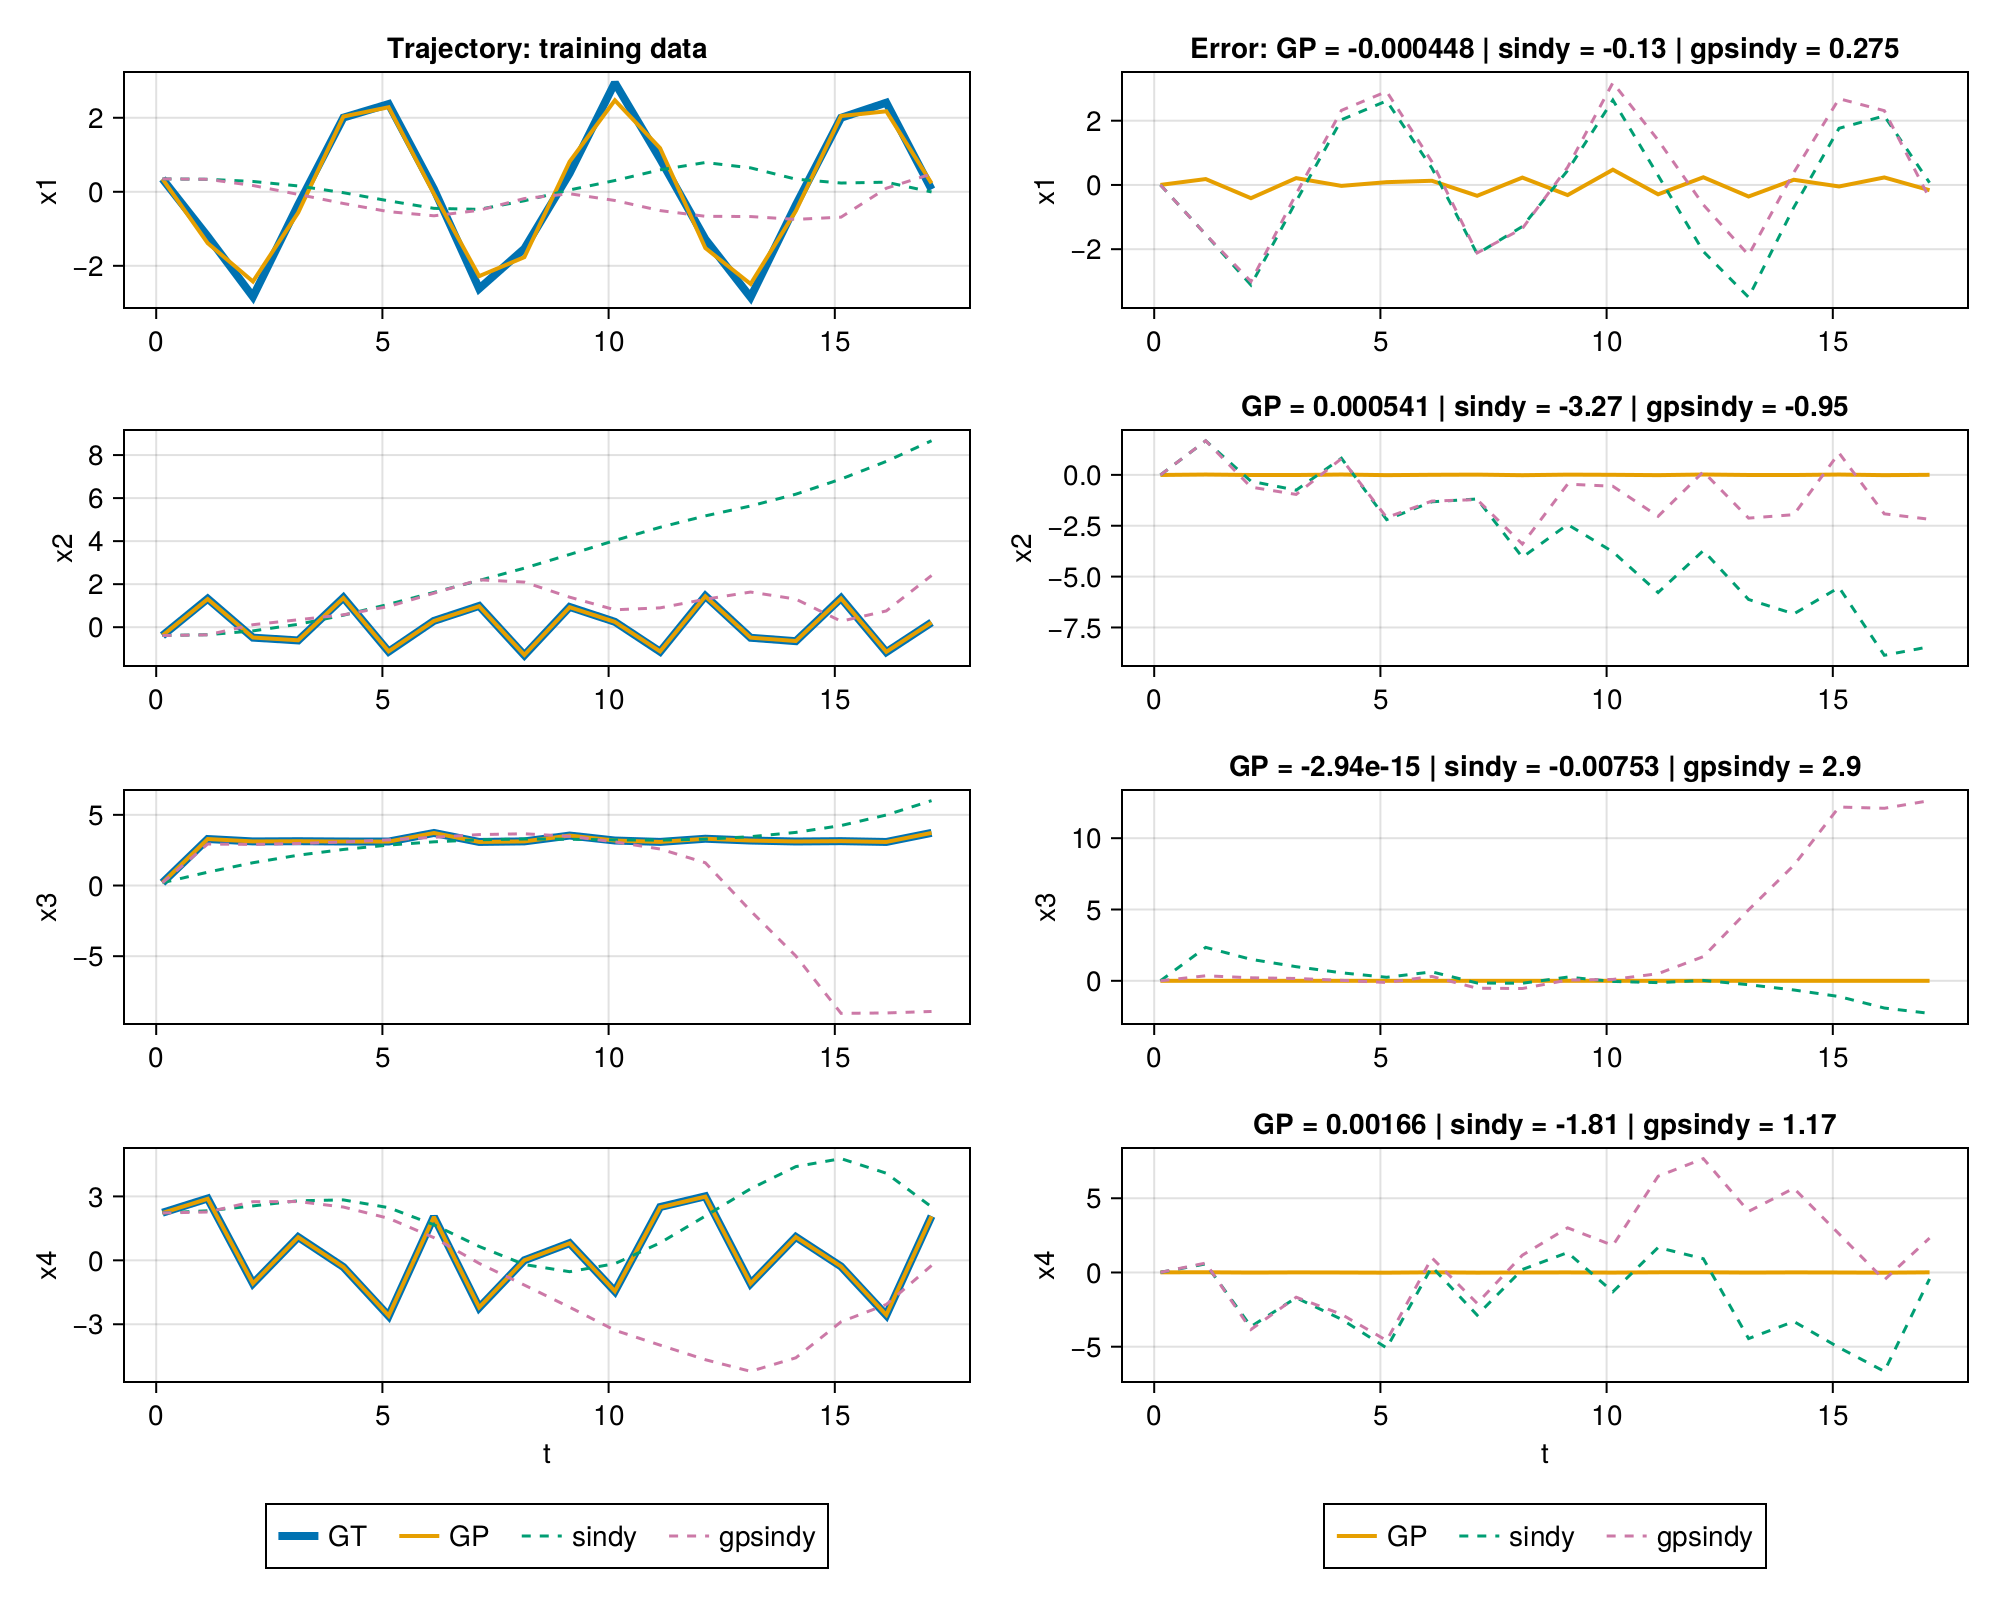 Trajectory: training data
Error: GP = -0.000448 | sindy = -0.13 | gpsindy = 0.275
x1
2
0
−2
0 5 10 15
x1
2
0
−2
0 5 10 15
GP = 0.000541 | sindy = -3.27 | gpsindy = -0.95
x2
8
6
4
2
0
0 5 10 15
x2
0.0
−2.5
−5.0
−7.5
0 5 10 15
GP = -2.94e-15 | sindy = -0.00753 | gpsindy = 2.9
x3
5
0
−5
0 5 10 15
x3
10
5
0
0 5 10 15
GP = 0.00166 | sindy = -1.81 | gpsindy = 1.17
x4
3
0
−3
0 5 10 15
t
x4
5
0
−5
0 5 10 15
t
GT GP sindy gpsindy
GP sindy gpsindy